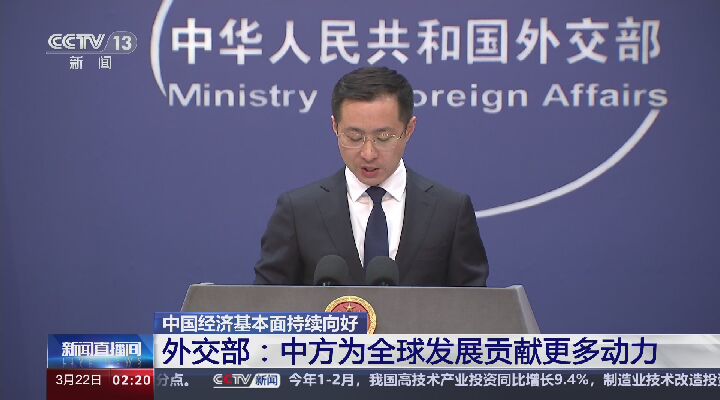 CCTV 13
新闻
中华人民共和国外交部
Ministry of Foreign Affairs
中国经济基本面持续向好
新闻直播间
外交部：中方为全球发展贡献更多动力
3月22日 02:20 分点。 CCTV 新闻 今年1-2月，我国高技术产业投资同比增长9.4%，制造业技术改造投